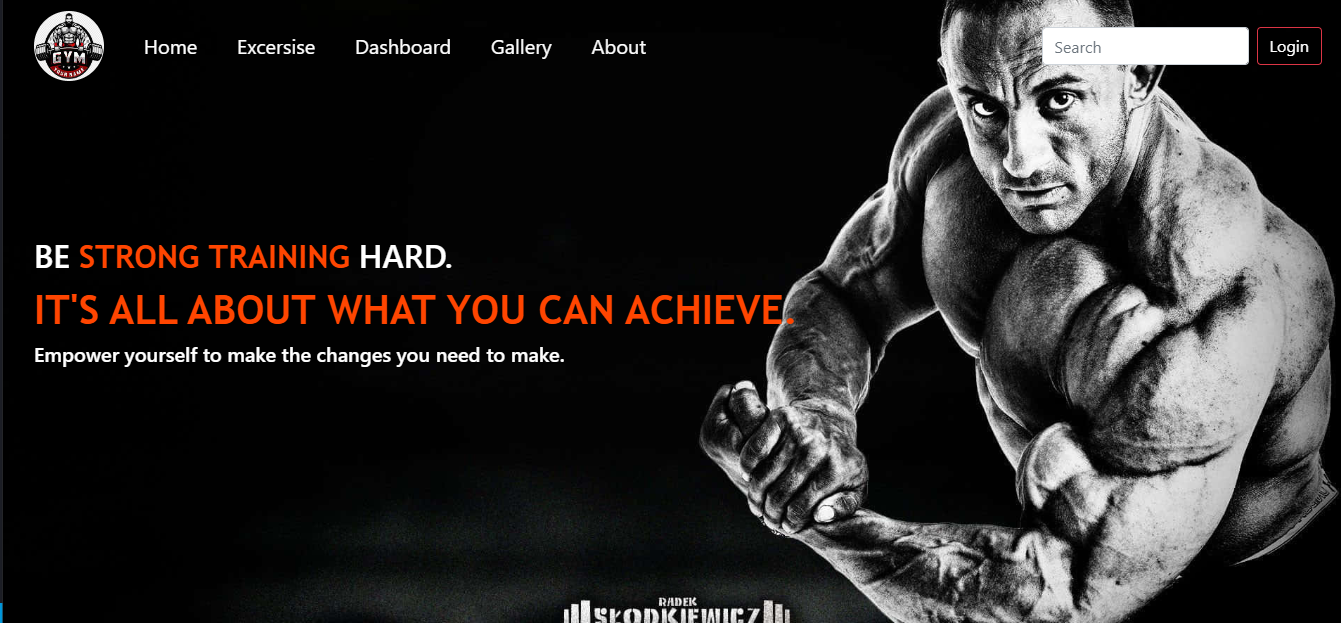 GYM
YOUR NAME
Home Excersise Dashboard Gallery About Search Login
BE STRONG TRAINING HARD.
IT'S ALL ABOUT WHAT YOU CAN ACHIEVE.
Empower yourself to make the changes you need to make.
RADEK
SŁODKIEWICZ